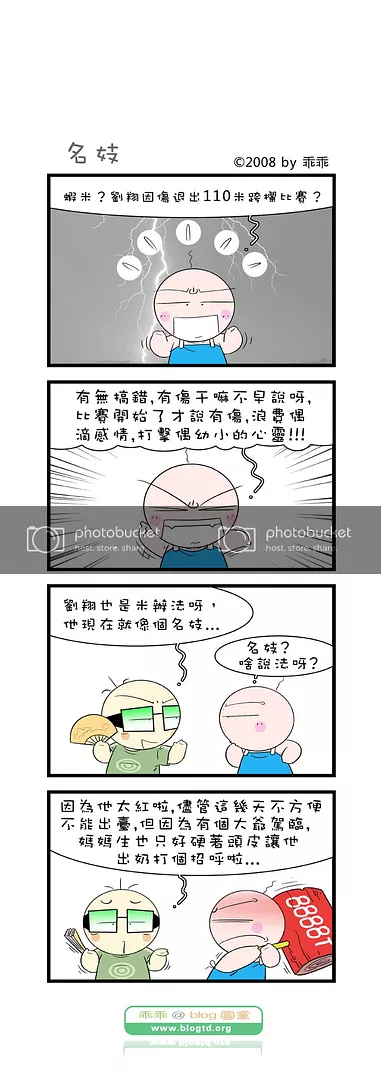 名妓
©2008 by 乖乖
蝦米？劉翔因傷退出110米跨欄比賽？
有無搞錯,有傷干嘛不早說呀,
比賽開始了才說有傷,浪費偶
滴感情,打擊偶幼小的心靈!!!
photobucket
host. store. share.
photobucket
host. store. share.
劉翔也是米辦法呀，
他現在就像個名妓...
名妓？
啥說法呀？
因為他太紅啦,儘管這幾天不方便
不能出臺,但因為有個大爺駕臨,
媽媽生也只好硬著頭皮讓他
出奶打個招呼啦...
8888T
乖乖@blog圖黨
www.blogtd.org